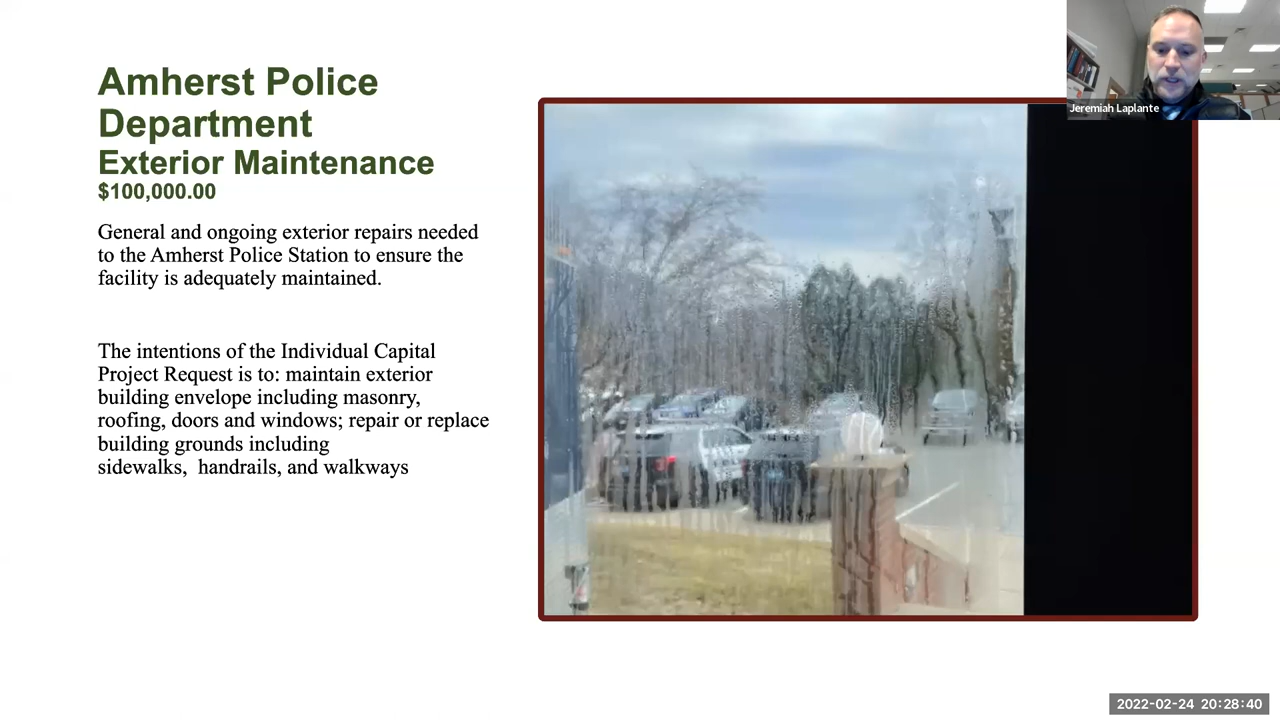 Amherst Police
Department
Exterior Maintenance
$100,000.00
General and ongoing exterior repairs needed
to the Amherst Police Station to ensure the
facility is adequately maintained.
The intentions of the Individual Capital
Project Request is to: maintain exterior
building envelope including masonry,
roofing, doors and windows; repair or replace
building grounds including
sidewalks,  handrails, and walkways
Jeremiah Laplante
2022-02-24 20:28:40